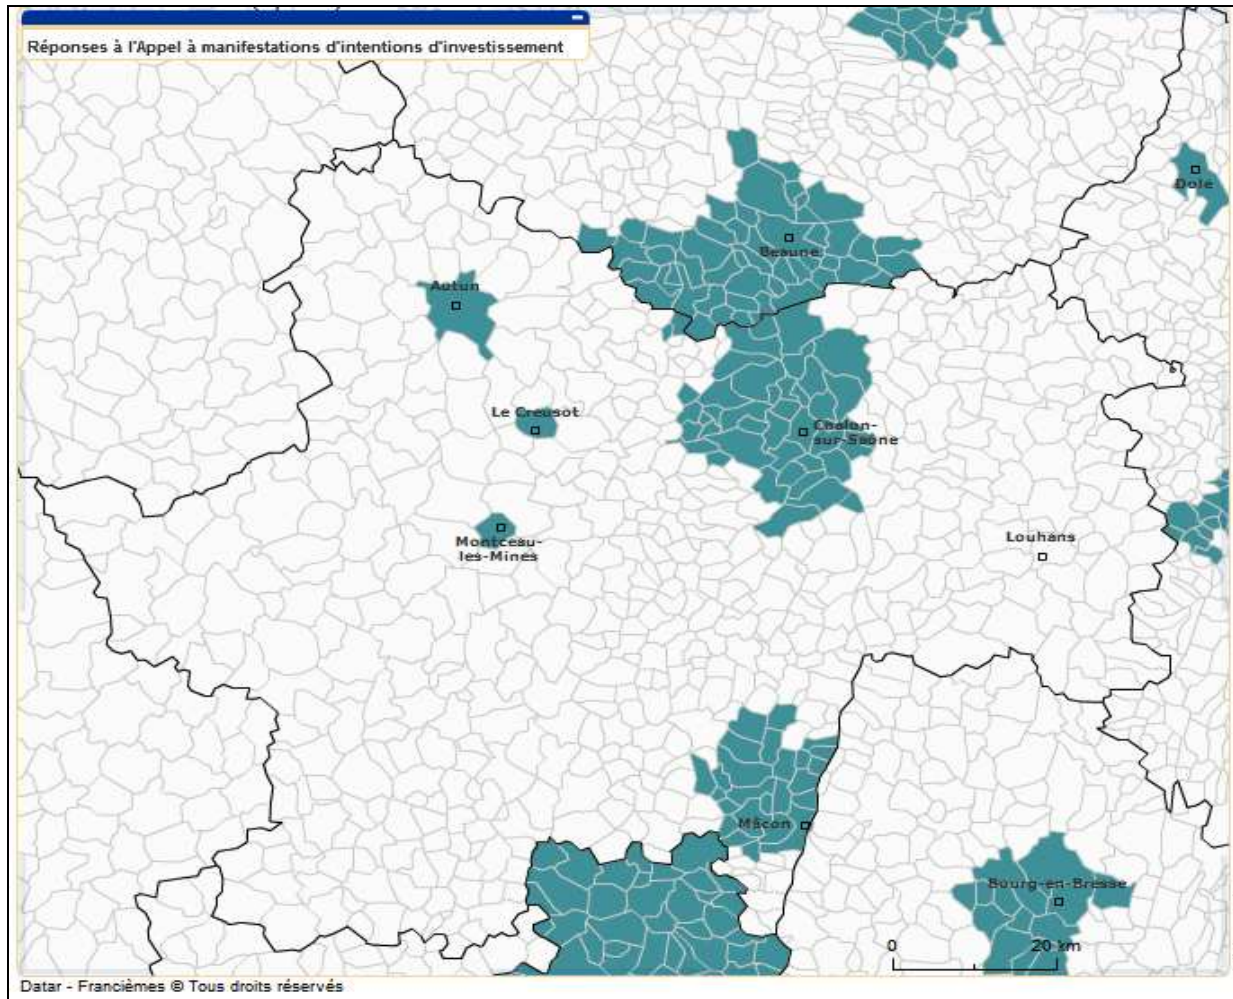 Réponses à l'Appel à manifestations d'intentions d'investissement
Dole
Beaune
Autun
Le Creusot
Chalon-
sur-Saône
Montceau-
les-Mines
Louhans
Mâcon
Bourg-en-Bresse
0 20 km
Datar - Francièmes © Tous droits réservés